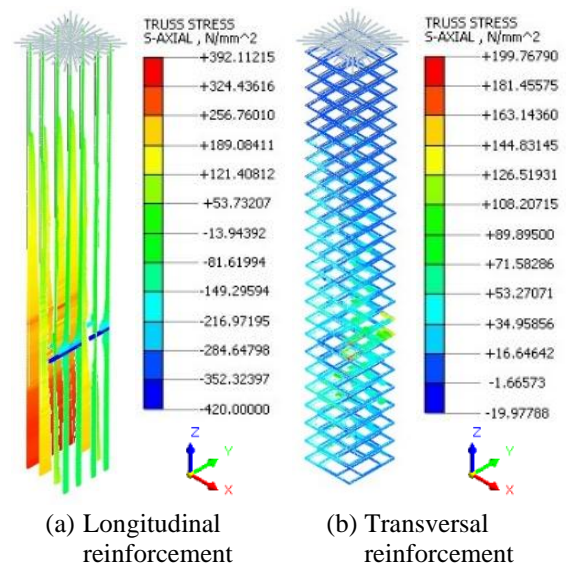 TRUSS STRESS
S-AXIAL , N/mm^2
+392.11215
+324.43616
+256.76010
+189.08411
+121.40812
+53.73207
-13.94392
-81.61994
-149.29594
-216.97195
-284.64798
-352.32397
-420.00000
Z
Y
X
(a) Longitudinal
reinforcement
TRUSS STRESS
S-AXIAL , N/mm^2
+199.76790
+181.45575
+163.14360
+144.83145
+126.51931
+108.20715
+89.89500
+71.58286
+53.27071
+34.95856
+16.64642
-1.66573
-19.97788
Z
Y
X
(b) Transversal
reinforcement